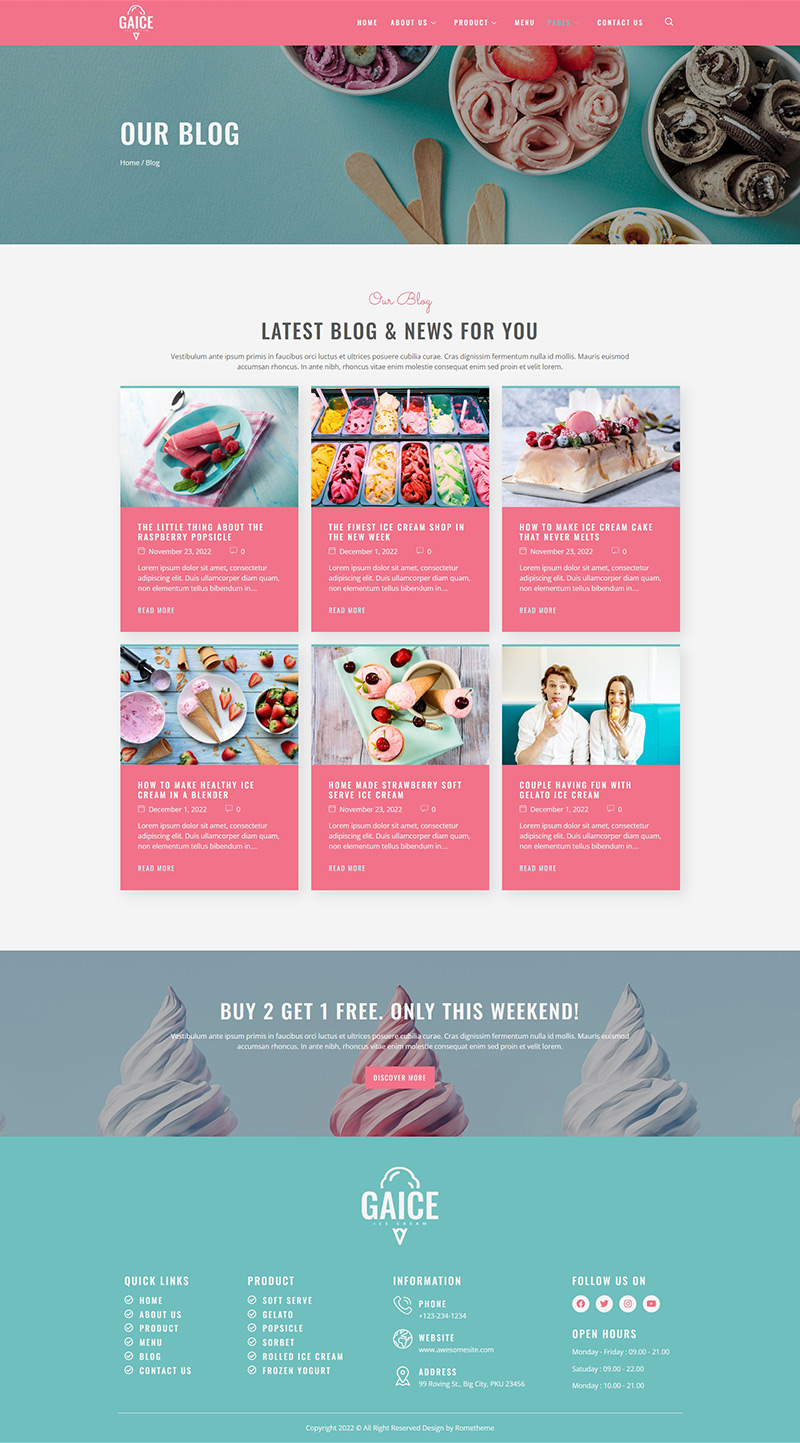 GAICE
HOME ABOUT US PRODUCT MENU PAGES CONTACT US
OUR BLOG
Home / Blog
Our Blog
LATEST BLOG & NEWS FOR YOU
Vestibulum ante ipsum primis in faucibus orci luctus et ultrices posuere cubilia curae. Cras dignissim fermentum nulla id mollis. Mauris euismod
accumsan rhoncus. In ante nibh, rhoncus vitae enim molestie consequat enim sed proin et velit lorem.
THE LITTLE THING ABOUT THE
RASPBERRY POPSICLE
November 23, 2022 0
Lorem ipsum dolor sit amet, consectetur
adipiscing elit. Duis ullamcorper diam quam,
non elementum tellus bibendum in....
READ MORE
THE FINEST ICE CREAM SHOP IN
THE NEW WEEK
December 1, 2022 0
Lorem ipsum dolor sit amet, consectetur
adipiscing elit. Duis ullamcorper diam quam,
non elementum tellus bibendum in....
READ MORE
HOW TO MAKE ICE CREAM CAKE
THAT NEVER MELTS
November 23, 2022 0
Lorem ipsum dolor sit amet, consectetur
adipiscing elit. Duis ullamcorper diam quam,
non elementum tellus bibendum in....
READ MORE
HOW TO MAKE HEALTHY ICE
CREAM IN A BLENDER
December 1, 2022 0
Lorem ipsum dolor sit amet, consectetur
adipiscing elit. Duis ullamcorper diam quam,
non elementum tellus bibendum in....
READ MORE
HOME MADE STRAWBERRY SOFT
SERVE ICE CREAM
November 23, 2022 0
Lorem ipsum dolor sit amet, consectetur
adipiscing elit. Duis ullamcorper diam quam,
non elementum tellus bibendum in....
READ MORE
COUPLE HAVING FUN WITH
GELATO ICE CREAM
December 1, 2022 0
Lorem ipsum dolor sit amet, consectetur
adipiscing elit. Duis ullamcorper diam quam,
non elementum tellus bibendum in....
READ MORE
BUY 2 GET 1 FREE. ONLY THIS WEEKEND!
Vestibulum ante ipsum primis in faucibus orci luctus et ultrices posuere cubilia curae. Cras dignissim fermentum nulla id mollis. Mauris euismod
accumsan rhoncus. In ante nibh, rhoncus vitae enim molestie consequat enim sed proin et velit lorem.
DISCOVER MORE
GAICE
ICE CREAM
QUICK LINKS
HOME
ABOUT US
PRODUCT
MENU
BLOG
CONTACT US
PRODUCT
SOFT SERVE
GELATO
POPSICLE
SORBET
ROLLED ICE CREAM
FROZEN YOGURT
INFORMATION
PHONE
+123-234-1234
WEBSITE
www.awesomesite.com
ADDRESS
99 Roving St., Big City, PKU 23456
FOLLOW US ON
OPEN HOURS
Monday - Friday : 09.00 - 21.00
Satuday : 09.00 - 22.00
Monday : 10.00 - 21.00
Copyright 2022 © All Right Reserved Design by Rometheme